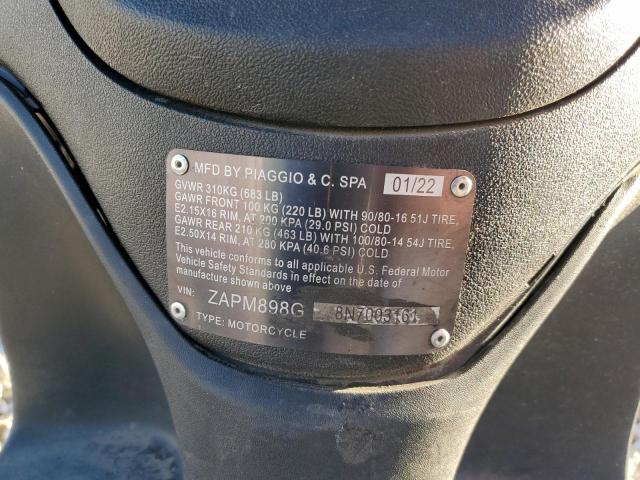 MFD BY PIAGGIO & C. SPA 01/22
GVWR 310KG (683 LB)
GAWR FRONT 100 KG (220 LB) WITH 90/80-16 51J TIRE,
E2.15X16 RIM, AT 200 KPA (29.0 PSI) COLD
GAWR REAR 210 KG (463 LB) WITH 100/80-14 54J TIRE,
E2.50X14 RIM, AT 280 KPA (40.6 PSI) COLD
This vehicle conforms to all applicable U.S. Federal Motor
Vehicle Safety Standards in effect on the date of
manufacture shown above
VIN: ZAPM898G 8N7003161
TYPE: MOTORCYCLE